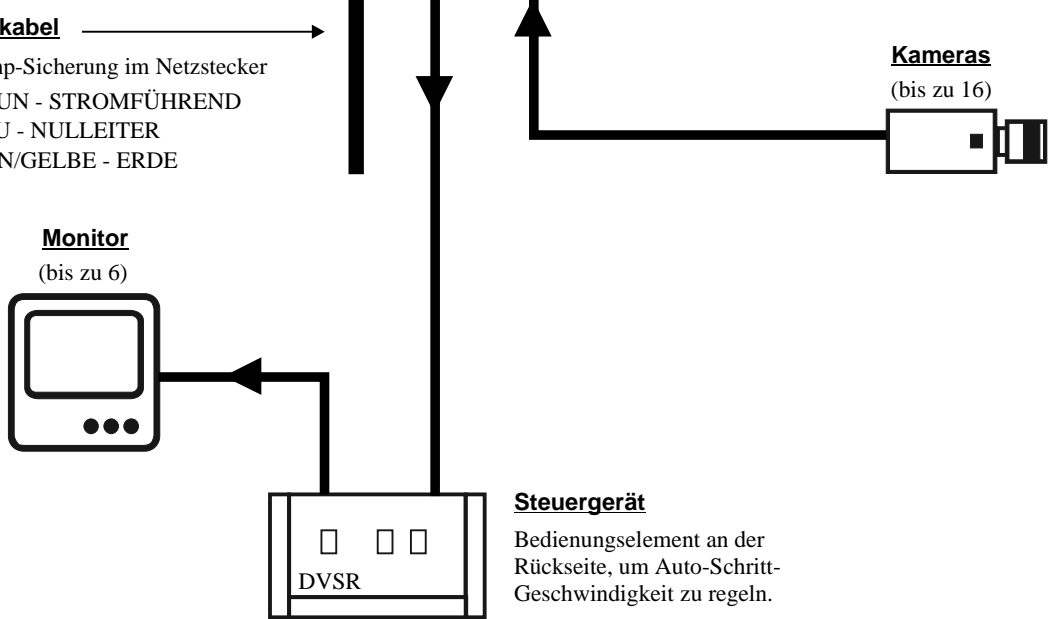 kabel
p-Sicherung im Netzstecker
UN - STROMFÜHREND
U - NULLEITER
N/GELBE - ERDE
Kameras
(bis zu 16)
Monitor
(bis zu 6)
DVSR
Steuergerät
Bedienungselement an der
Rückseite, um Auto-Schritt-
Geschwindigkeit zu regeln.